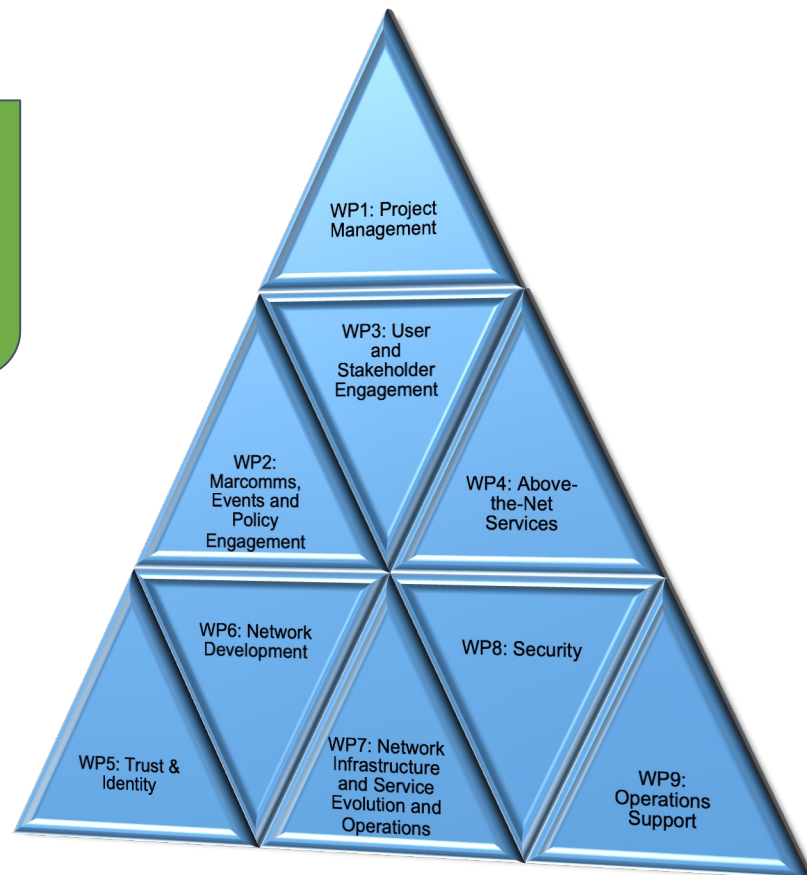 WP1: Project
Management
WP3: User
and
Stakeholder
Engagement
WP2:
Marcomms,
Events and
Policy
Engagement
WP4: Above-
the-Net
Services
WP6: Network
Development
WP8: Security
WP5: Trust &
Identity
WP7: Network
Infrastructure
and Service
Evolution and
Operations
WP9:
Operations
Support